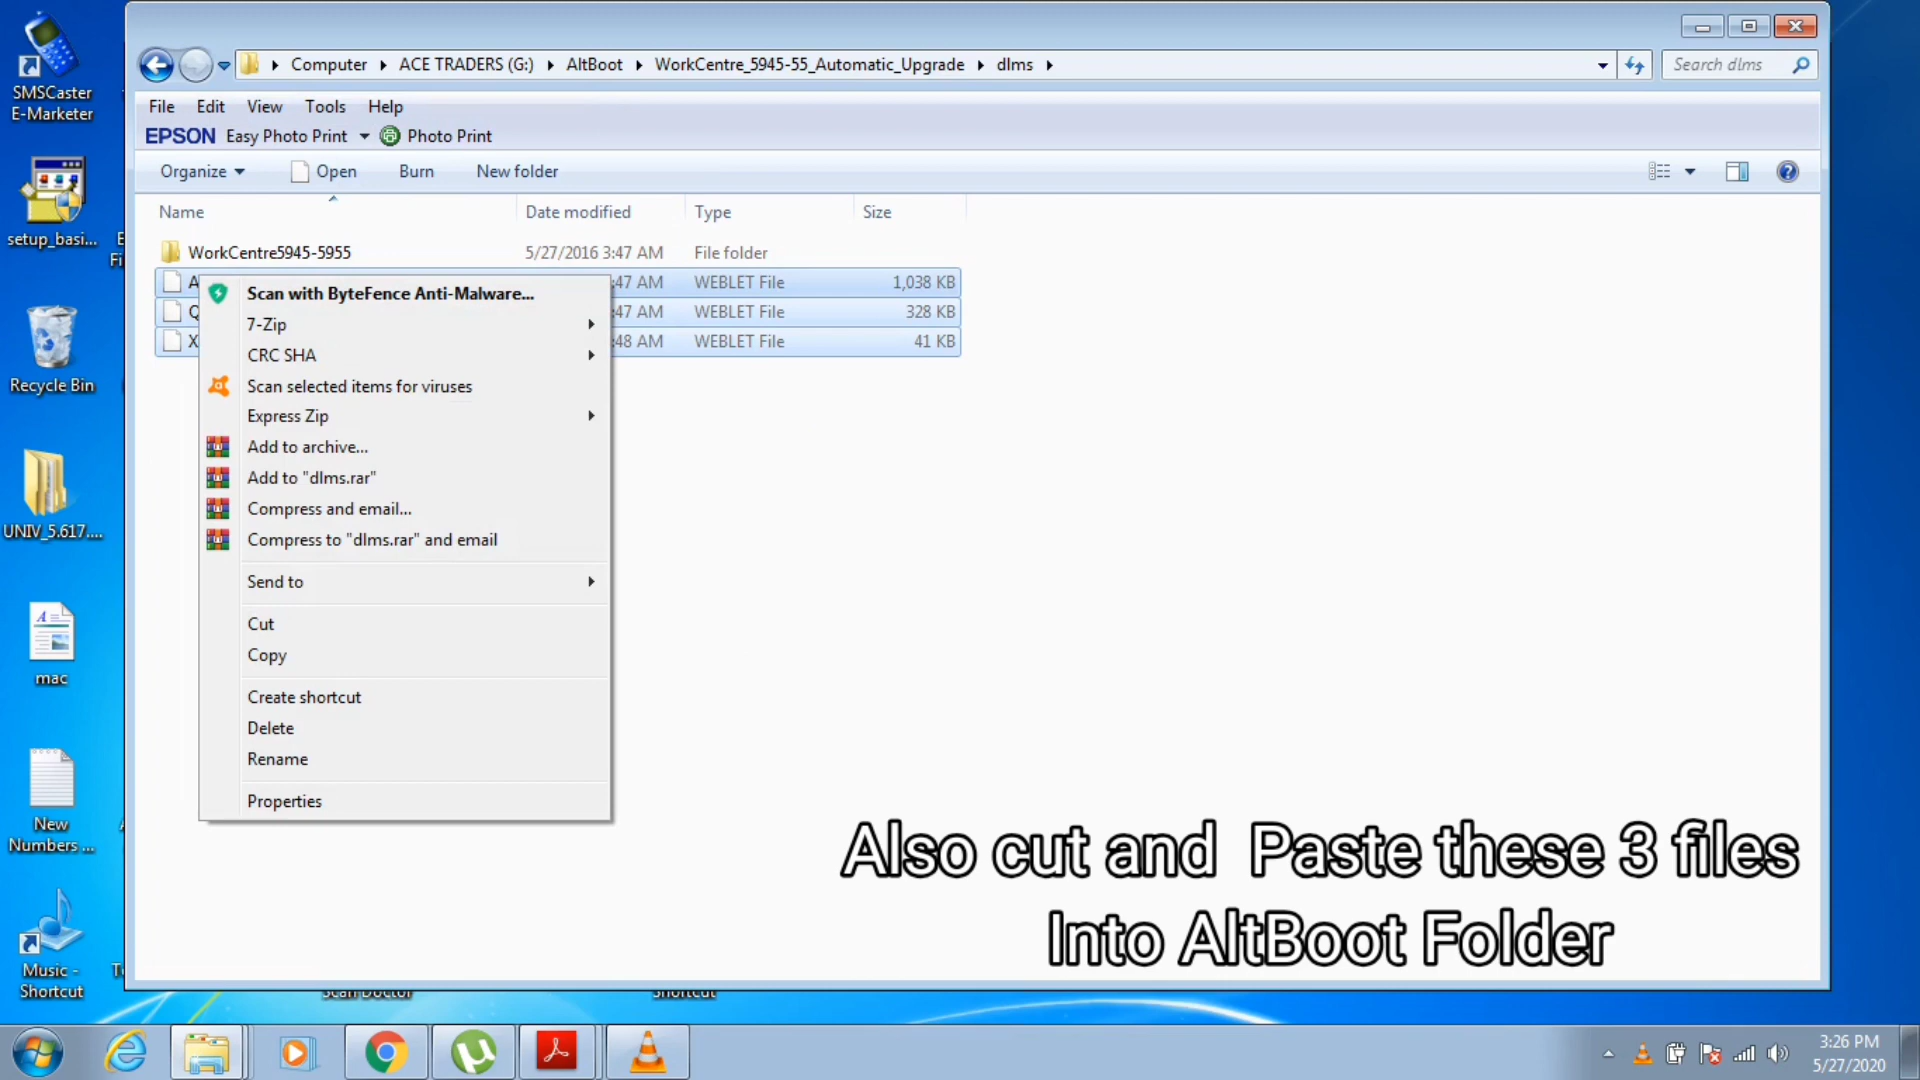 SMSCaster
E-Marketer
setup_basi...
Recycle Bin
UNIV_5.617....
mac
New
Numbers ...
Music -
Shortcut
Computer
ACE TRADERS (G:)
AltBoot
WorkCentre_5945-55_Automatic_Upgrade
dlms
Search dlms
File Edit View Tools Help
EPSON Easy Photo Print Photo Print
Organize Open Burn New folder
Name Date modified Type Size
WorkCentre5945-5955 5/27/2016 3:47 AM File folder
A :47 AM WEBLET File 1,038 KB
Q :47 AM WEBLET File 328 KB
X :48 AM WEBLET File 41 KB
Scan with ByteFence Anti-Malware...
7-Zip
CRC SHA
Scan selected items for viruses
Express Zip
Add to archive...
Add to "dlms.rar"
Compress and email...
Compress to "dlms.rar" and email
Send to
Cut
Copy
Create shortcut
Delete
Rename
Properties
Also cut and Paste these 3 files
Into AltBoot Folder
Scan Doctor
Shortcut
3:26 PM
5/27/2020